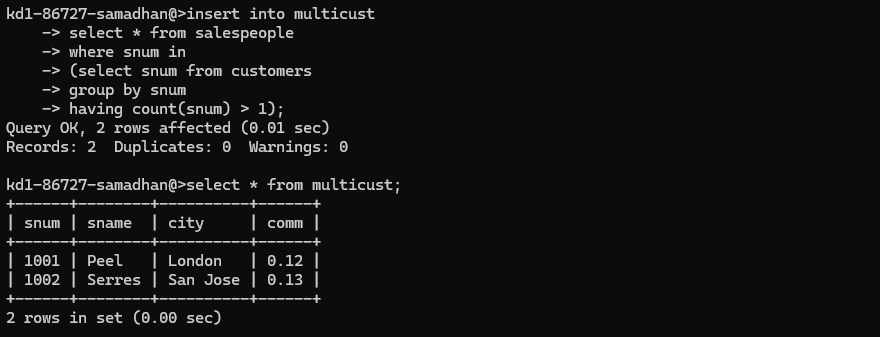 kd1-86727-samadhan@>insert into multicust
    -> select * from salespeople
    -> where snum in
    -> (select snum from customers
    -> group by snum
    -> having count(snum) > 1);
Query OK, 2 rows affected (0.01 sec)
Records: 2  Duplicates: 0  Warnings: 0

kd1-86727-samadhan@>select * from multicust;
+------+--------+----------+------+
| snum | sname  | city     | comm |
+------+--------+----------+------+
| 1001 | Peel   | London   | 0.12 |
| 1002 | Serres | San Jose | 0.13 |
+------+--------+----------+------+
2 rows in set (0.00 sec)